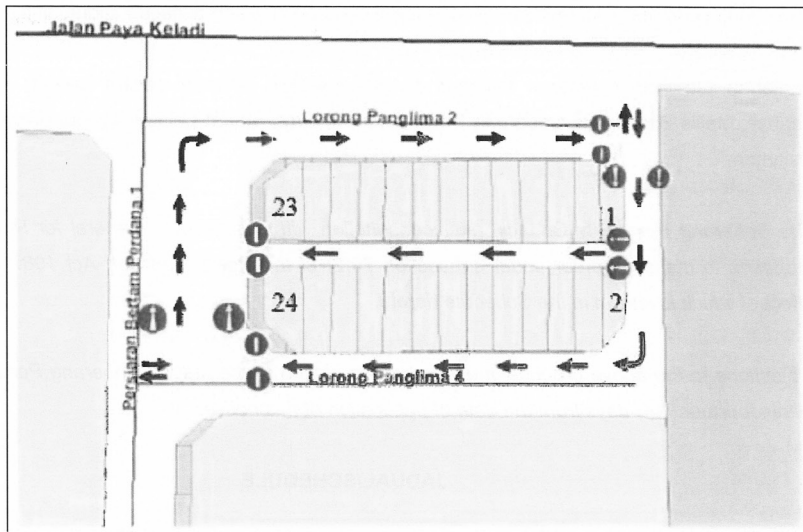 Jalan Paya Keladi
Lorong Panglima 2
23
1
Persiaran Bertam Perdana 1
24
2
Lorong Panglima 4